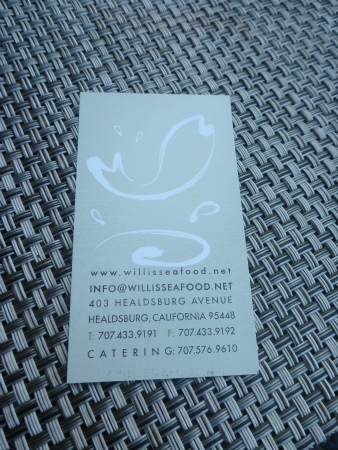 www.willisseafood.net
INFO@WILLISSEAFOOD.NET
403 HEALDSBURG AVENUE
HEALDSBURG, CALIFORNIA 95448
T: 707.433.9191 F: 707.433.9192
CATERING: 707.576.9610